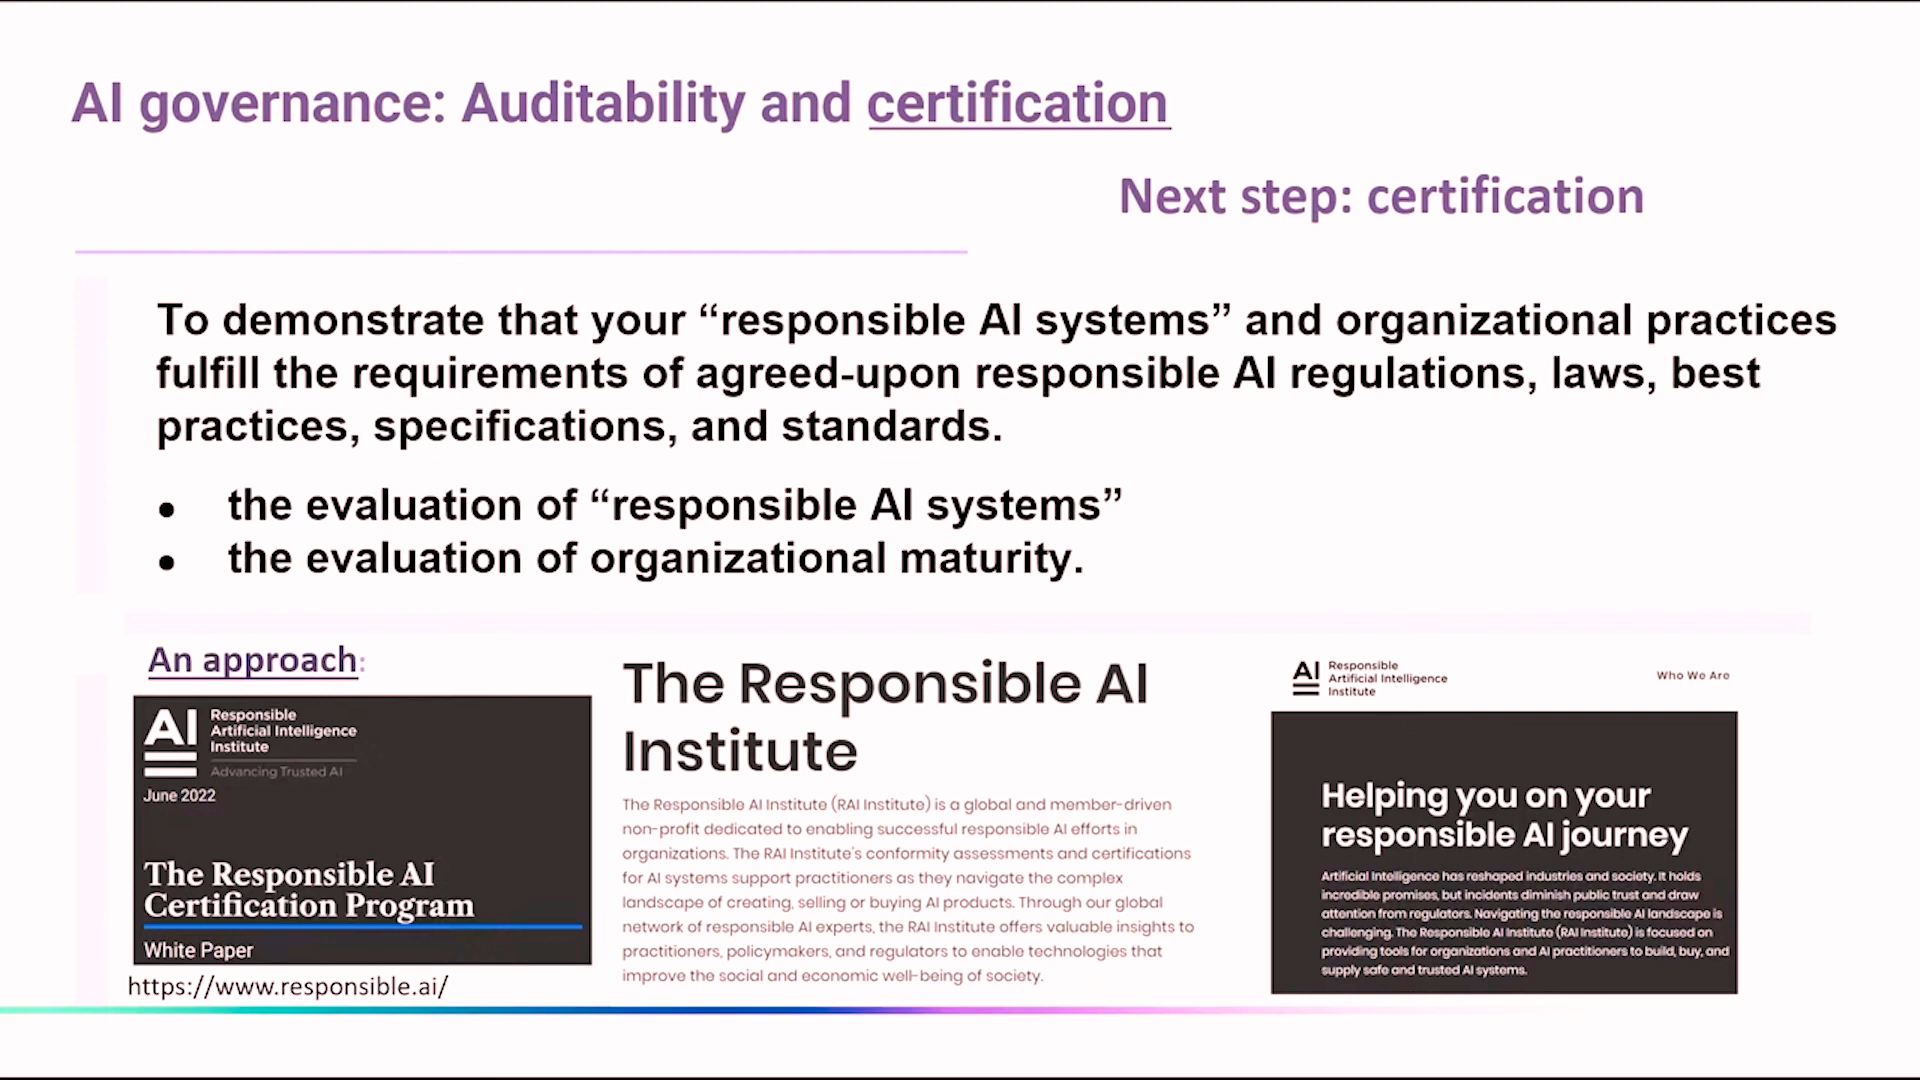 AI governance: Auditability and certification
Next step: certification
To demonstrate that your “responsible AI systems” and organizational practices
fulfill the requirements of agreed-upon responsible AI regulations, laws, best
practices, specifications, and standards.
• the evaluation of “responsible AI systems”
• the evaluation of organizational maturity.
An approach:
AI
Responsible
Artificial Intelligence
Institute
Advancing Trusted AI
June 2022
The Responsible AI
Certification Program
White Paper
https://www.responsible.ai/
The Responsible AI
Institute
The Responsible AI Institute (RAI Institute) is a global and member-driven
non-profit dedicated to enabling successful responsible AI efforts in
organizations. The RAI Institute's conformity assessments and certifications
for AI systems support practitioners as they navigate the complex
landscape of creating, selling or buying AI products. Through our global
network of responsible AI experts, the RAI Institute offers valuable insights to
practitioners, policymakers, and regulators to enable technologies that
improve the social and economic well-being of society.
AI
Responsible
Artificial Intelligence
Institute
Who We Are
Helping you on your
responsible AI journey
Artificial Intelligence has reshaped industries and society. It holds
incredible promises, but incidents diminish public trust and draw
attention from regulators. Navigating the responsible AI landscape is
challenging. The Responsible AI Institute (RAI Institute) is focused on
providing tools for organizations and AI practitioners to build, buy, and
supply safe and trusted AI systems.